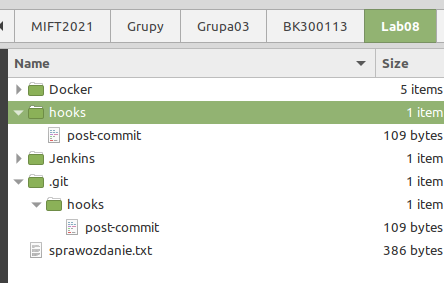 MIFT2021 Grupy Grupa03 BK300113 Lab08
Name Size
Docker 5 items
hooks 1 item
post-commit 109 bytes
Jenkins 1 item
.git 1 item
hooks 1 item
post-commit 109 bytes
sprawozdanie.txt 386 bytes